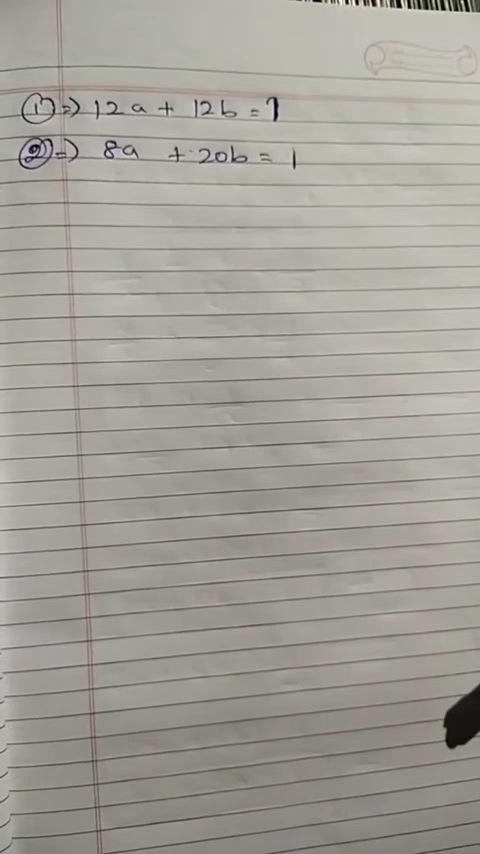 ① => 12a + 12b = 1
② => 8a + 20b = 1